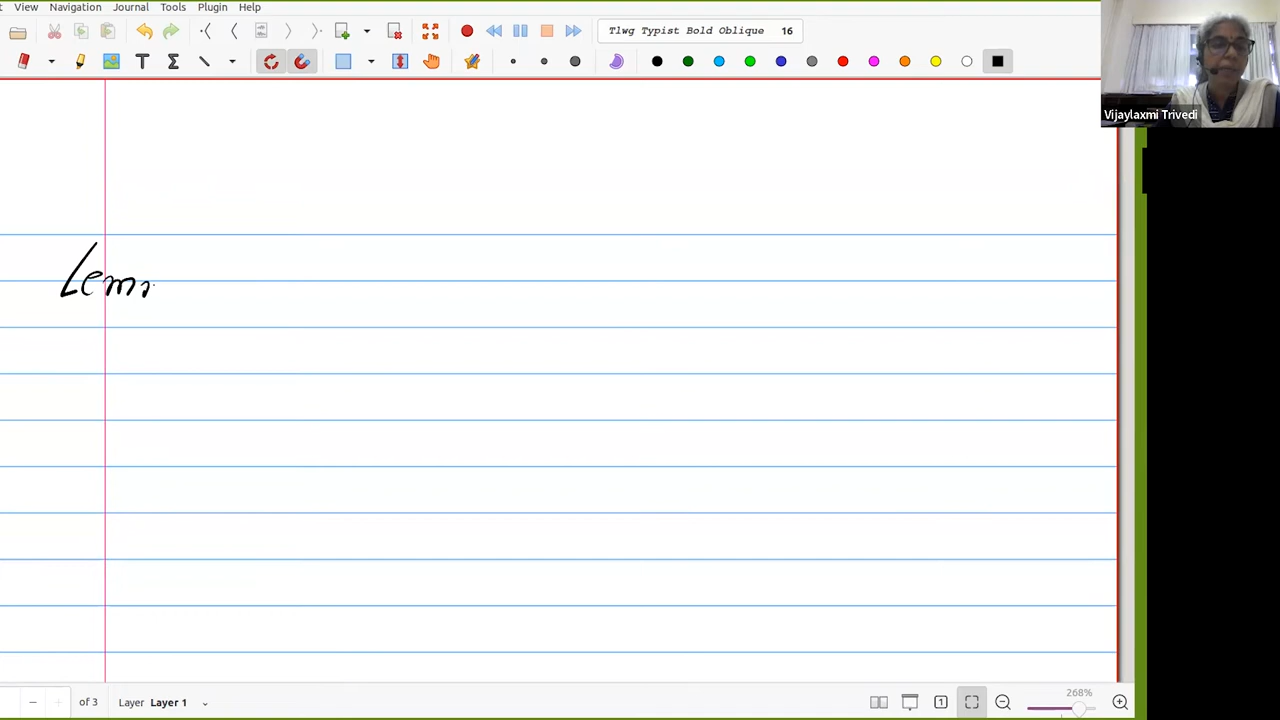 View Navigation Journal Tools Plugin Help
Tlwg Typist Bold Oblique 16
Vijaylaxmi Trivedi
Lem
of 3 Layer Layer 1 268%